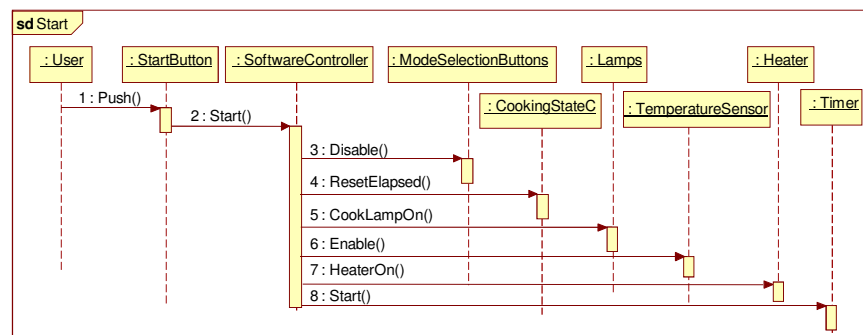 sd Start
: User
: StartButton
: SoftwareController
: ModeSelectionButtons
: Lamps
: Heater
: CookingStateC
: TemperatureSensor
: Timer
1 : Push()
2 : Start()
3 : Disable()
4 : ResetElapsed()
5 : CookLampOn()
6 : Enable()
7 : HeaterOn()
8 : Start()